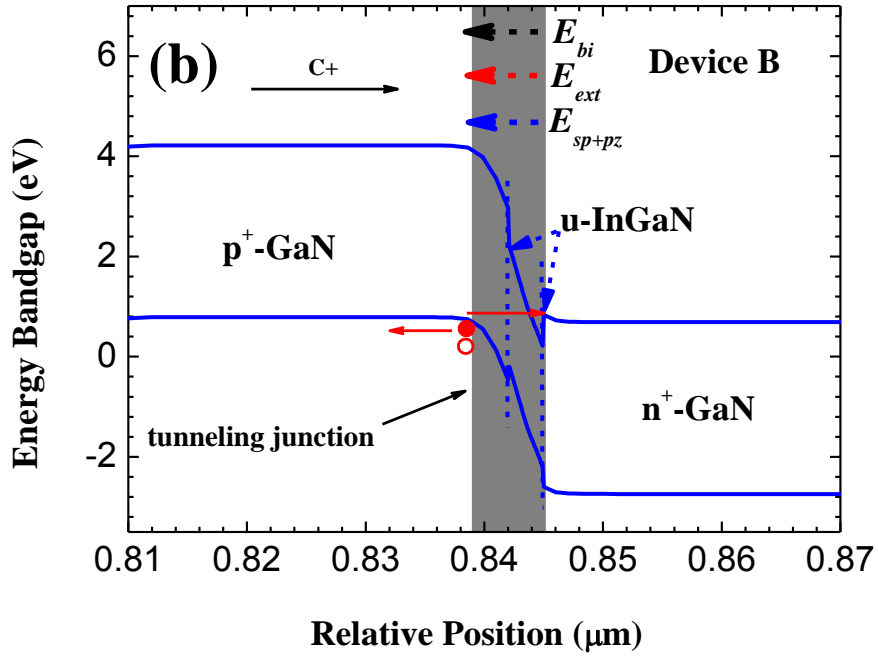 (b)
C+
E_bi
E_ext
E_sp+pz
Device B
p⁺-GaN
u-InGaN
n⁺-GaN
tunneling junction
Energy Bandgap (eV)
6
4
2
0
-2
0.81 0.82 0.83 0.84 0.85 0.86 0.87
Relative Position (μm)